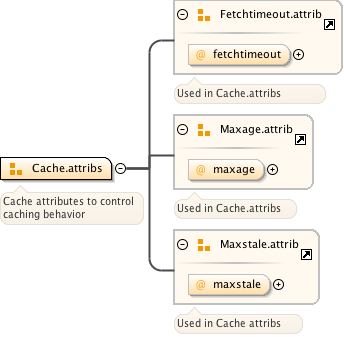 Fetchtimeout.attrib
@ fetchtimeout
Used in Cache.attribs
Maxage.attrib
@ maxage
Used in Cache.attribs
Cache.attribs
Cache attributes to control
caching behavior
Maxstale.attrib
@ maxstale
Used in Cache attribs